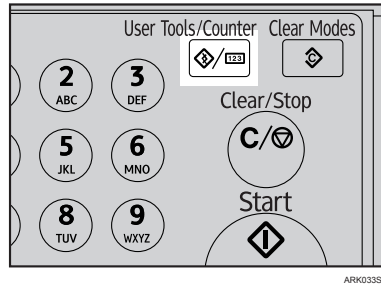 User Tools/Counter Clear Modes
/123
2 3
ABC DEF
Clear/Stop
C/
5 6
JKL MNO
Start
8 9
TUV WXYZ
ARK033S